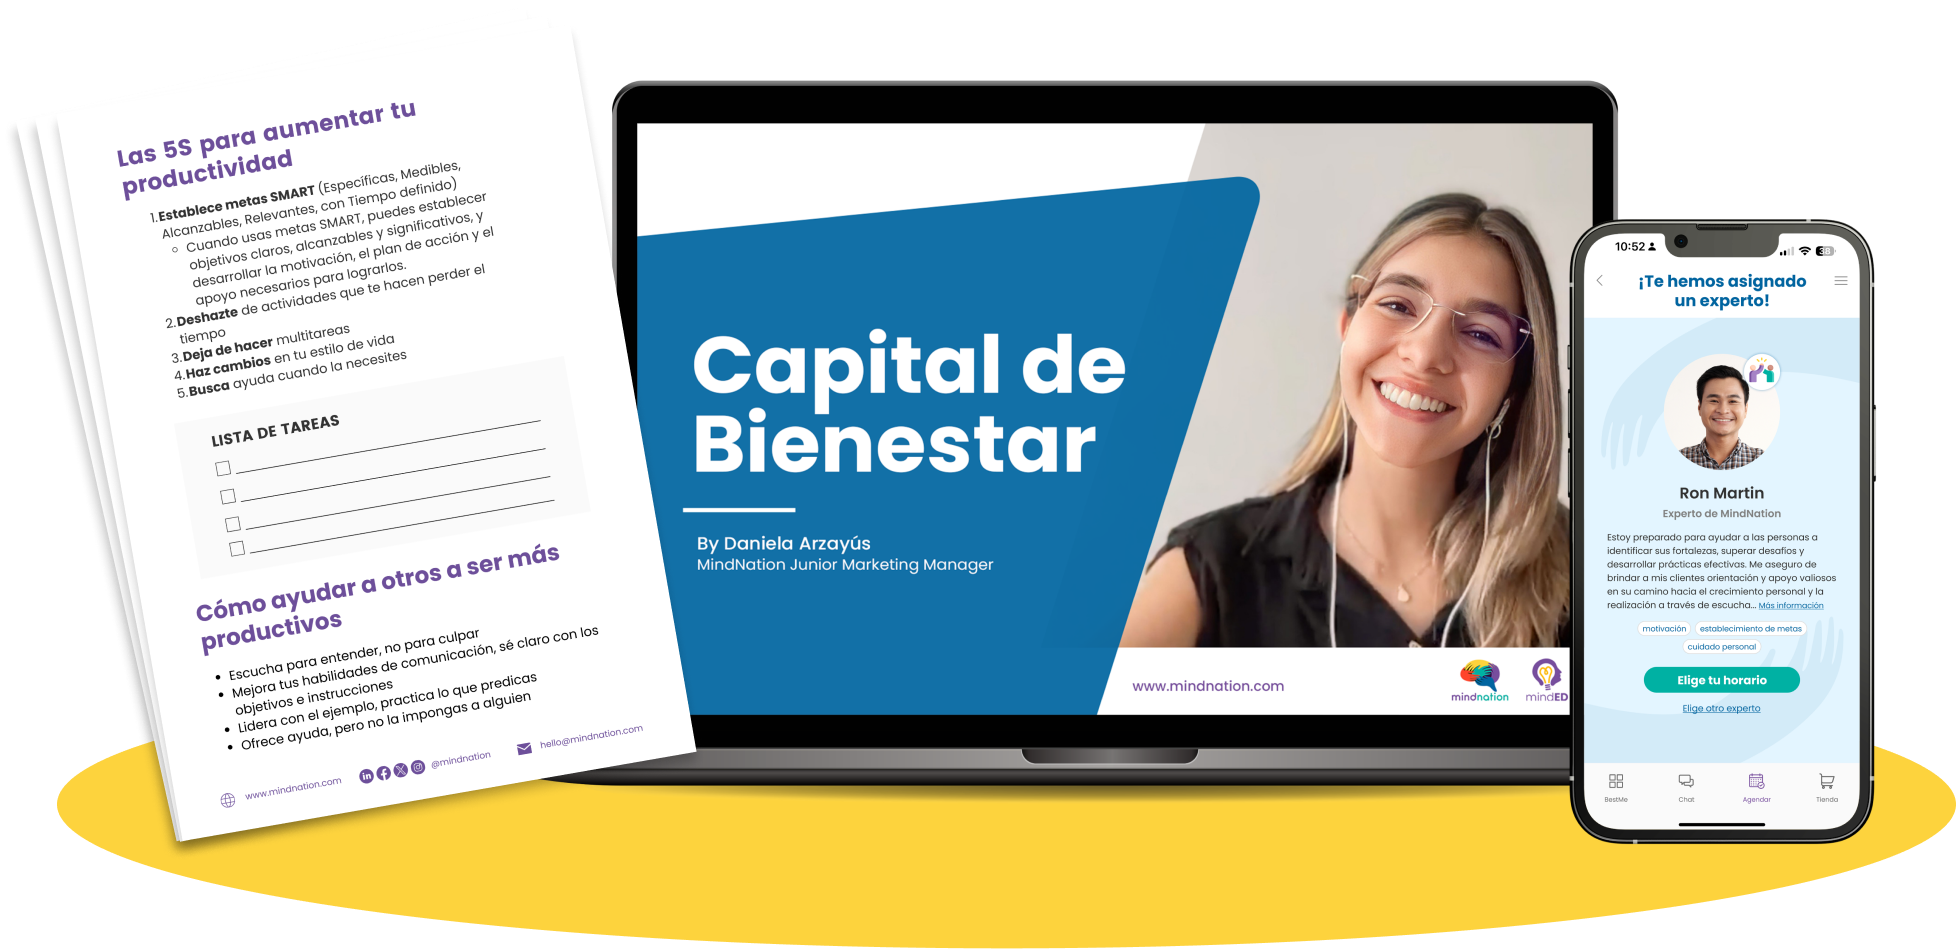 Las 5S para aumentar tu
productividad
1. Establece metas SMART (Específicas, Medibles,
Alcanzables, Relevantes, con Tiempo definido)
Cuando usas metas SMART, puedes establecer
objetivos claros, alcanzables y significativos, y
desarrollar la motivación, el plan de acción y el
apoyo necesarios para lograrlos.
2. Deshazte de actividades que te hacen perder el
tiempo
3. Deja de hacer multitareas
4. Haz cambios en tu estilo de vida
5. Busca ayuda cuando la necesites
LISTA DE TAREAS
Cómo ayudar a otros a ser más
productivos
• Escucha para entender, no para culpar
• Mejora tus habilidades de comunicación, sé claro con los
objetivos e instrucciones
• Lidera con el ejemplo, practica lo que predicas
• Ofrece ayuda, pero no la impongas a alguien
www.mindnation.com @mindnation hello@mindnation.com
Capital de
Bienestar
By Daniela Arzayús
MindNation Junior Marketing Manager
www.mindnation.com
mindnation
mindED
10:52
38
¡Te hemos asignado
un experto!
Ron Martin
Experto de MindNation
Estoy preparado para ayudar a las personas a
identificar sus fortalezas, superar desafíos y
desarrollar prácticas efectivas. Me aseguro de
brindar a mis clientes orientación y apoyo valiosos
en su camino hacia el crecimiento personal y la
realización a través de escucha... Más información
motivación establecimiento de metas
cuidado personal
Elige tu horario
Elige otro experto
BestMe Chat Agendar Tienda